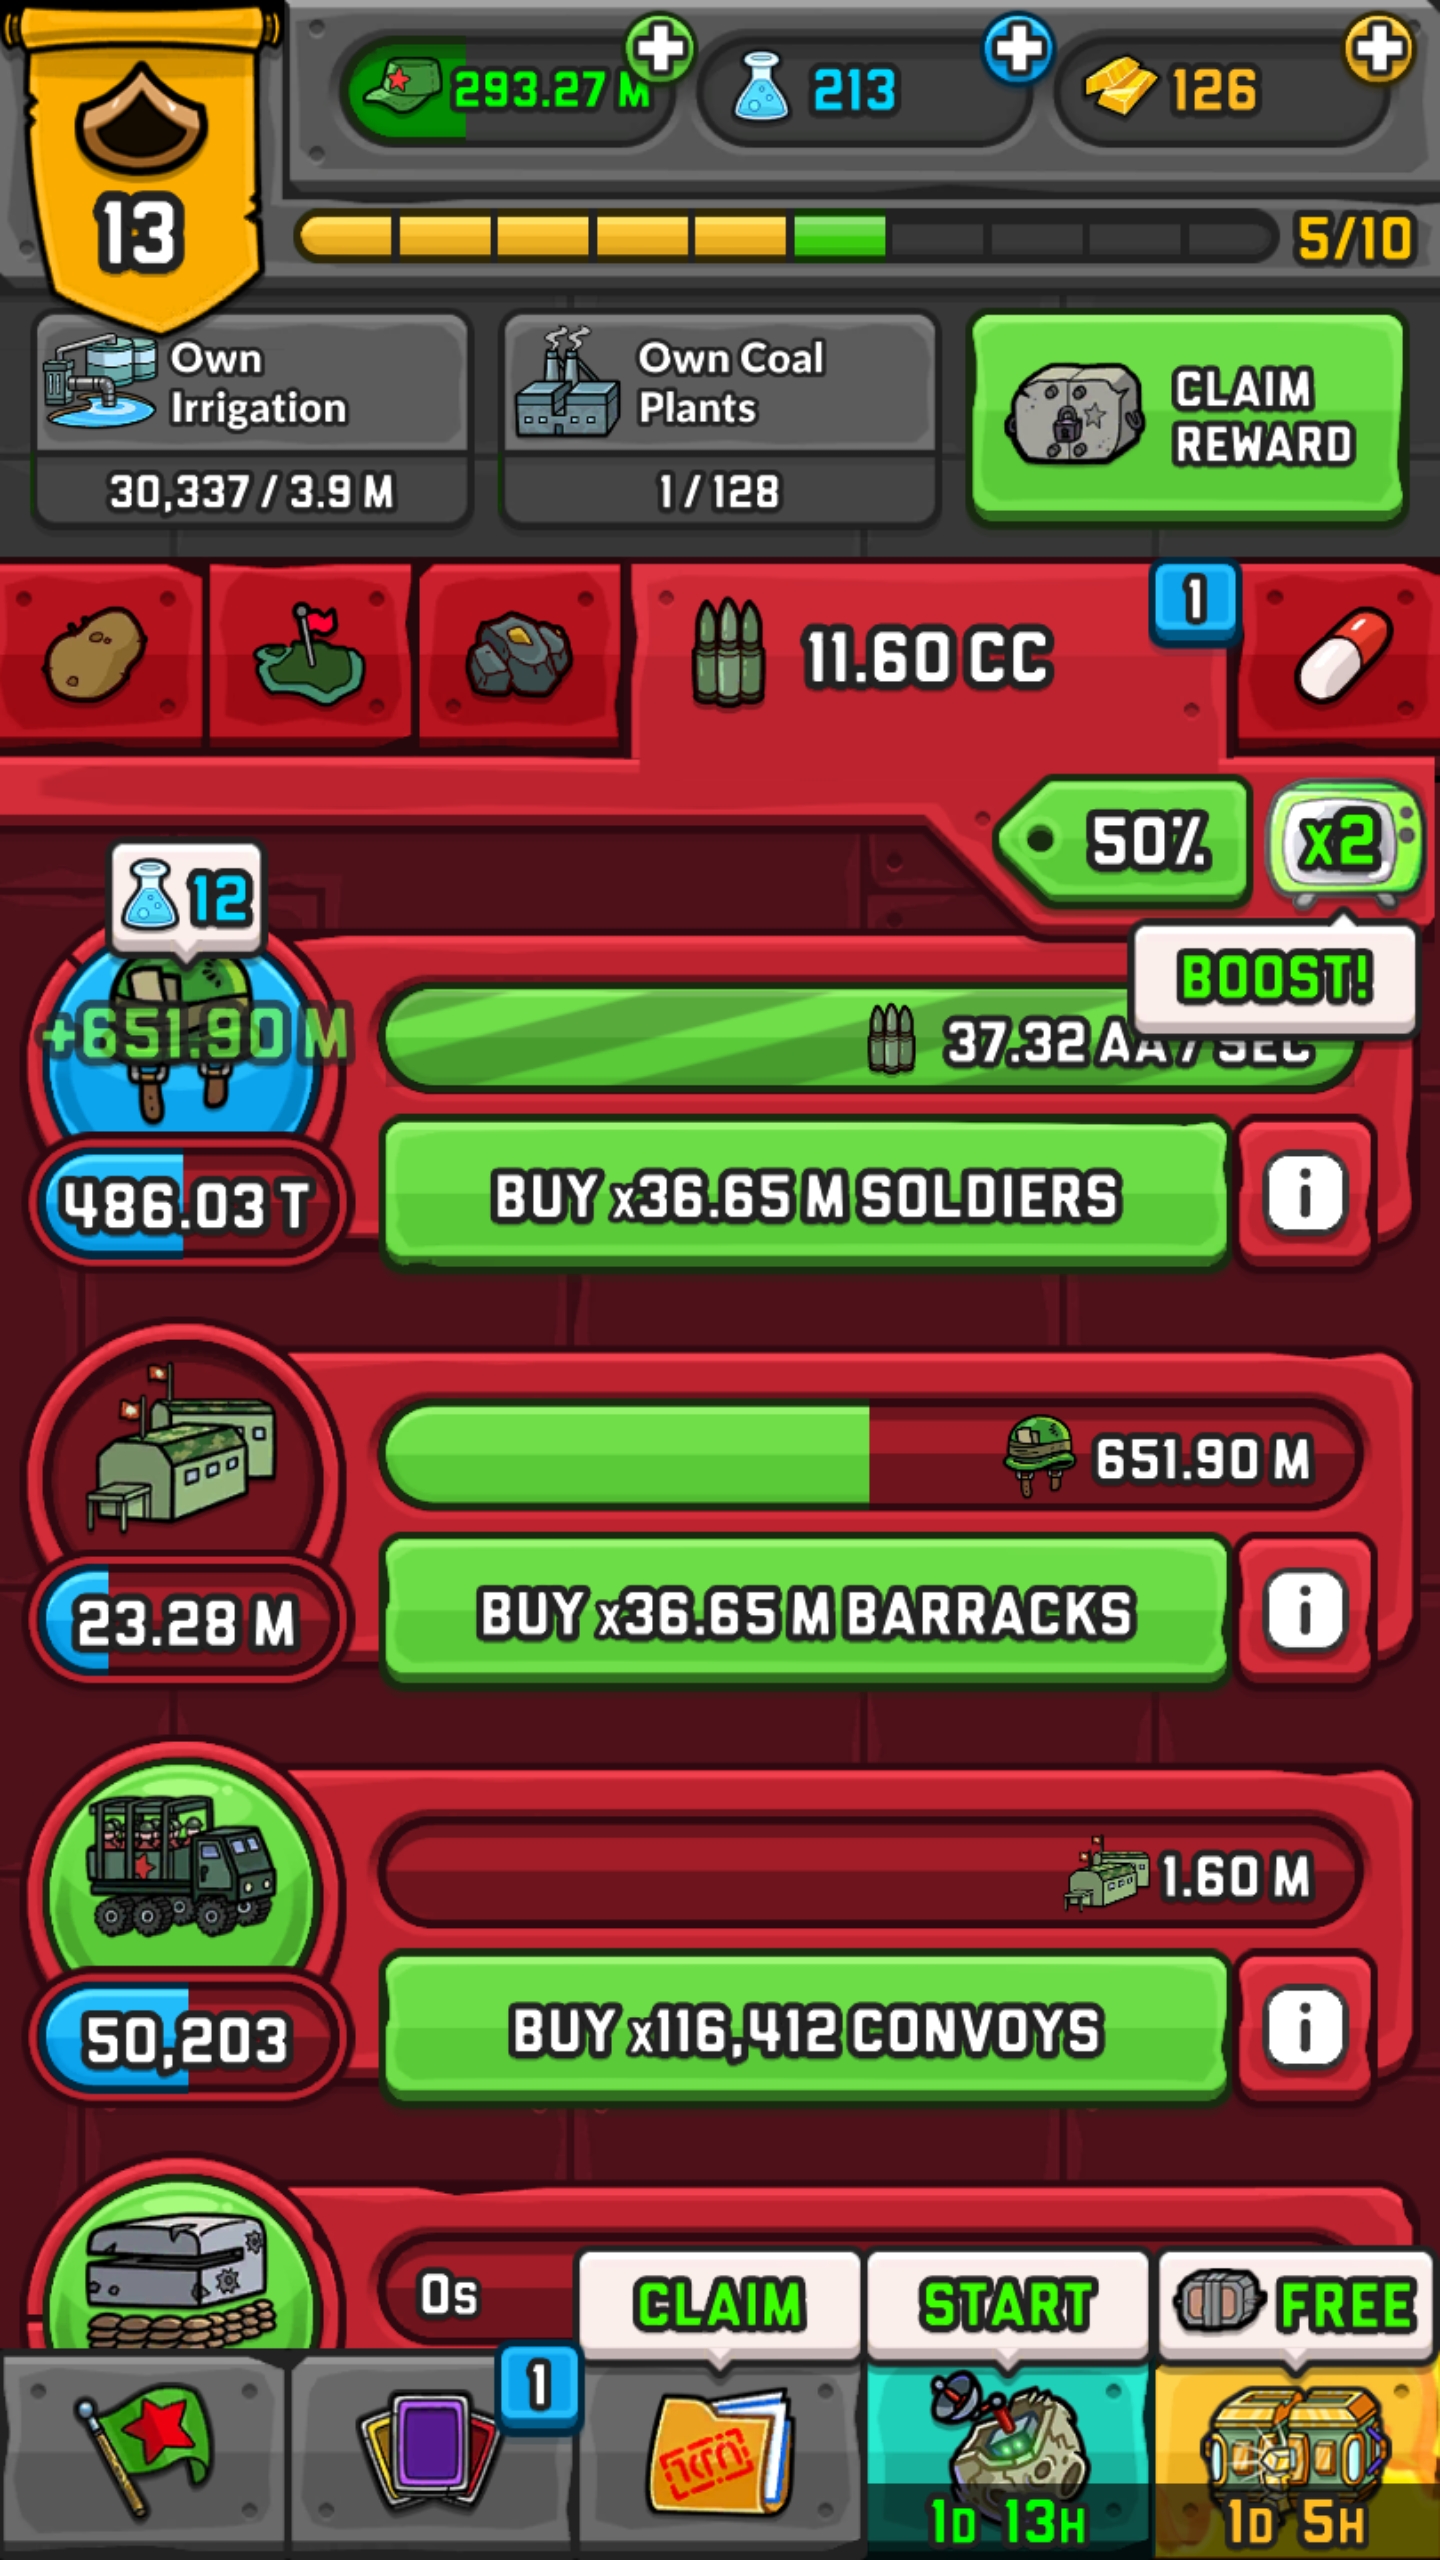 293.27 M
213
126
13
5/10
Own
Irrigation
30,337 / 3.9 M
Own Coal
Plants
1 / 128
CLAIM
REWARD
11.60 CC
1
50%
x2
BOOST!
12
+651.90 M
37.32 AA / SEC
486.03 T
BUY x36.65 M SOLDIERS
i
651.90 M
23.28 M
BUY x36.65 M BARRACKS
i
1.60 M
50,203
BUY x116,412 CONVOYS
i
0s
CLAIM
START
FREE
1
1D 13H
1D 5H